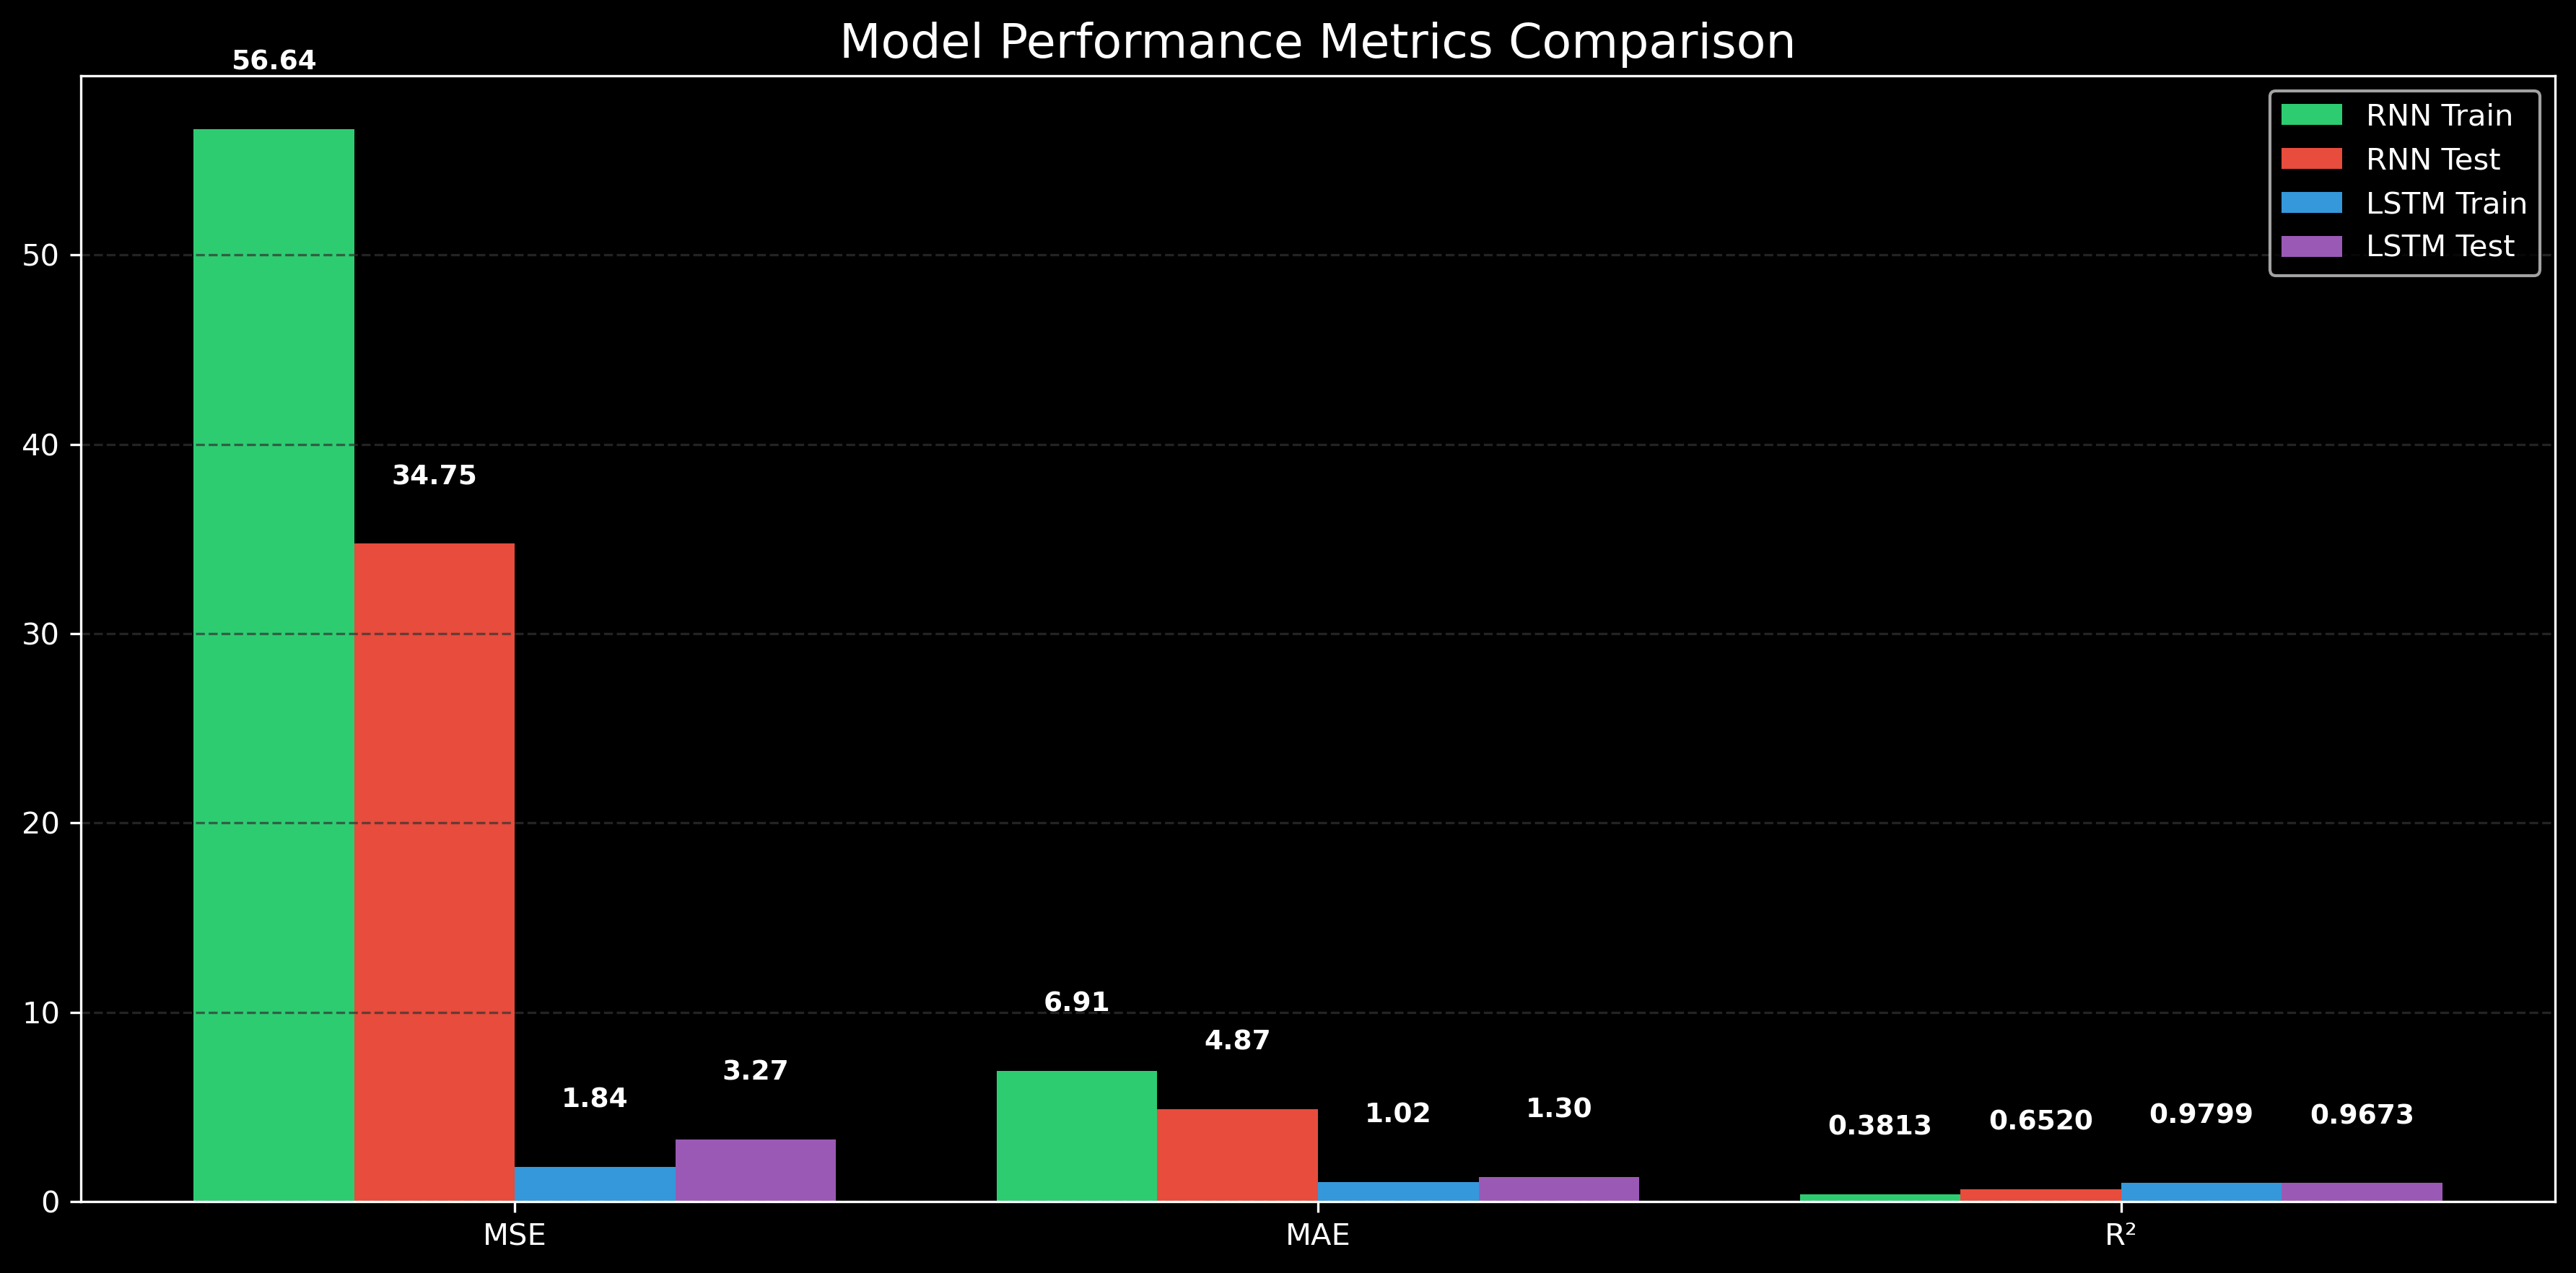 Model Performance Metrics Comparison
56.64
RNN Train
RNN Test
LSTM Train
LSTM Test
50
40
34.75
30
20
10
6.91
4.87
3.27
1.84
1.02
1.30
0.3813
0.6520
0.9799
0.9673
0
MSE
MAE
R²